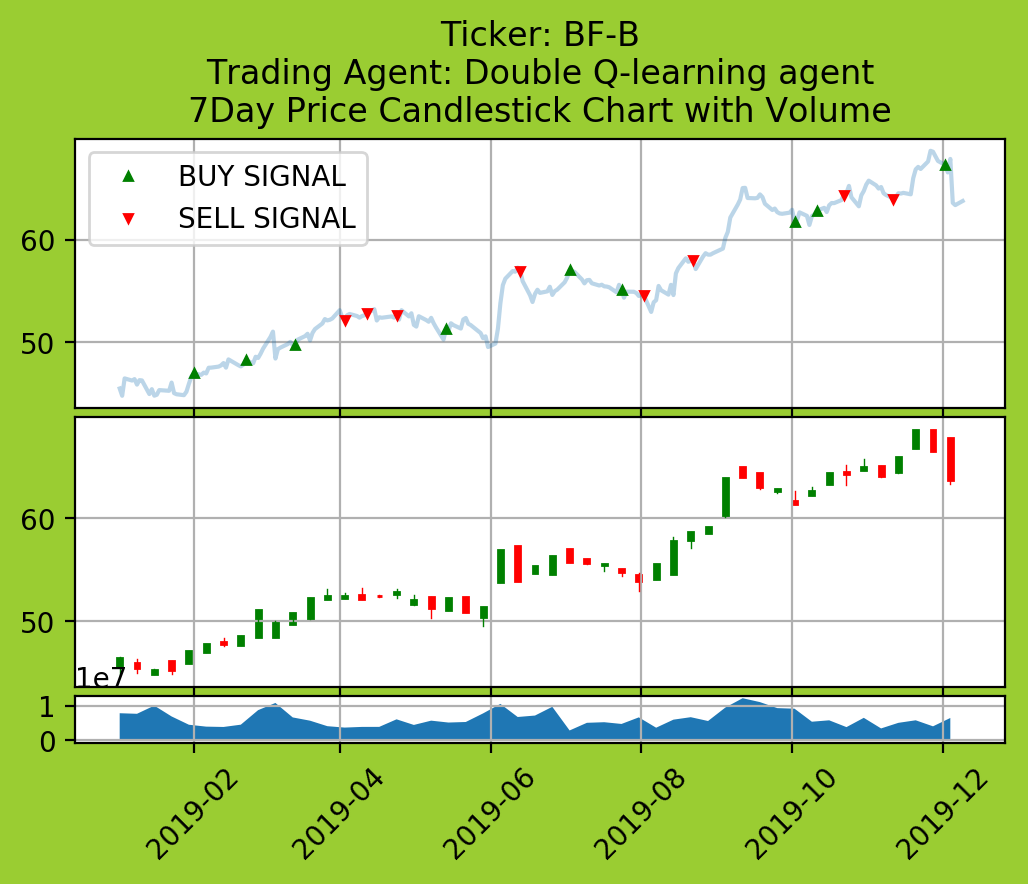 Ticker: BF-B
Trading Agent: Double Q-learning agent
7Day Price Candlestick Chart with Volume
BUY SIGNAL
SELL SIGNAL
60
50
60
50
1e7
1
0
2019-02
2019-04
2019-06
2019-08
2019-10
2019-12